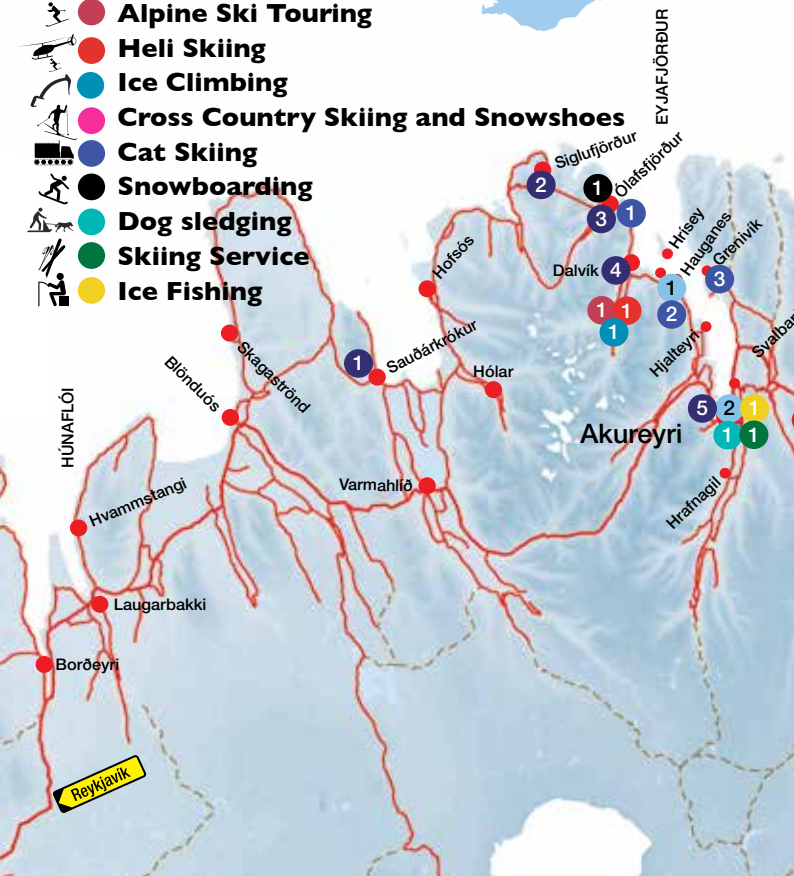 Alpine Ski Touring
Heli Skiing
Ice Climbing
Cross Country Skiing and Snowshoes
Cat Skiing
Snowboarding
Dog sledging
Skiing Service
Ice Fishing
EYJAFJÖRÐUR
Siglufjörður
2
1
Ólafsfjörður
3
1
Hrísey
Hauganes
Grenivík
Hofsós
Dalvík
4
3
1
1
1
2
1
Hjalteyri
Svalbar
Skagaströnd
1
Sauðárkrókur
Blönduós
Hólar
HÚNAFLÓI
5
2
1
Akureyri
1
1
Varmahlíð
Hrafnagil
Hvammstangi
Laugarbakki
Borðeyri
Reykjavík